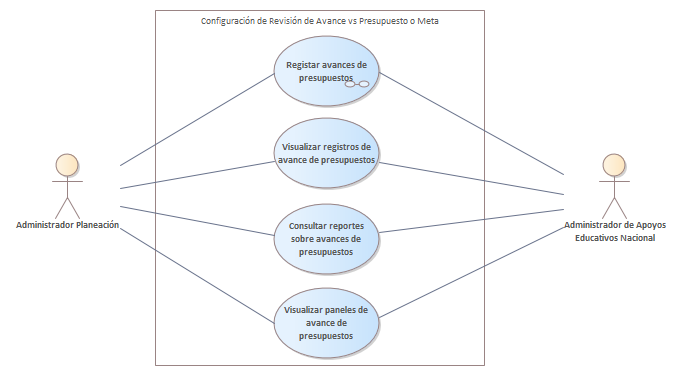 Configuración de Revisión de Avance vs Presupuesto o Meta
Registar avances de
presupuestos
Visualizar registros de
avance de presupuestos
Consultar reportes
sobre avances de
presupuestos
Visualizar paneles de
avance de
presupuestos
Administrador Planeación
Administrador de Apoyos
Educativos Nacional